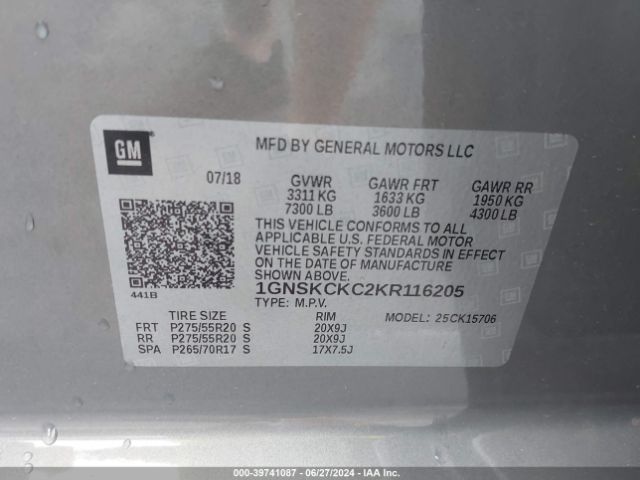 GM
MFD BY GENERAL MOTORS LLC
07/18 GVWR GAWR FRT GAWR RR
3311 KG 1633 KG 1950 KG
7300 LB 3600 LB 4300 LB
THIS VEHICLE CONFORMS TO ALL
APPLICABLE U.S. FEDERAL MOTOR
VEHICLE SAFETY STANDARDS IN EFFECT
ON THE DATE OF MANUFACTURE
SHOWN ABOVE.
441B
1GNSKCKC2KR116205
TYPE: M.P.V.
TIRE SIZE RIM MODEL: 25CK15706
FRT P275/55R20 S 20X9J
RR P275/55R20 S 20X9J
SPA P265/70R17 S 17X7.5J
000-39741087 / 06/27/2024 - IAA Inc.